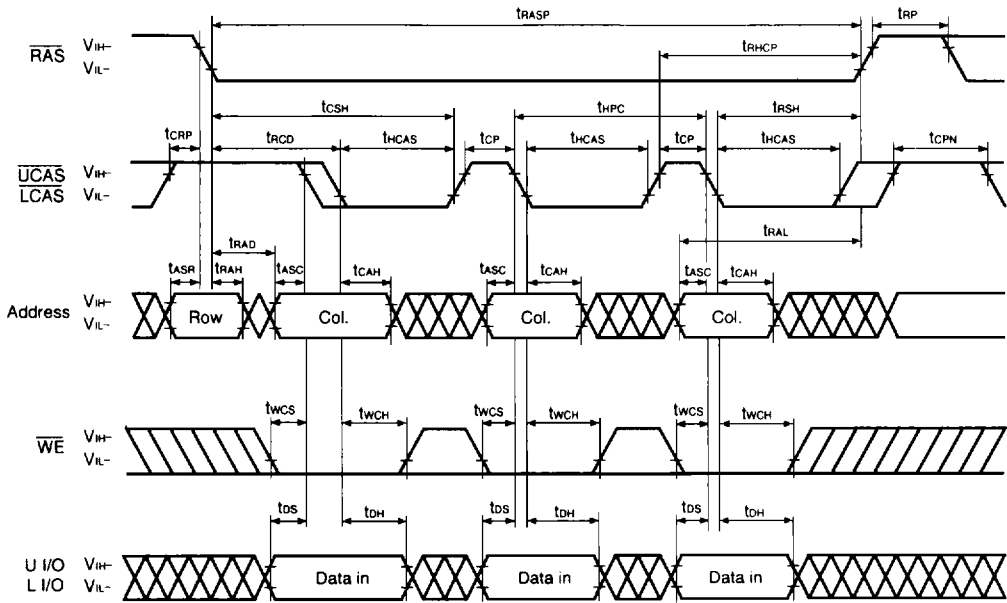 tRASP tRP
RAS VIH– VIL– tRHCP
tCSH tHPC tRSH
tCRP tRCD tHCAS tCP tHCAS tCP tHCAS tCPN
UCAS VIH–
LCAS VIL–
tRAD tRAL
tASR tRAH tASC tCAH tASC tCAH tASC tCAH
Address VIH– VIL– Row Col. Col. Col.
tWCS tWCH tWCS tWCH tWCS tWCH
WE VIH– VIL–
tDS tDH tDS tDH tDS tDH
U I/O VIH–
L I/O VIL– Data in Data in Data in